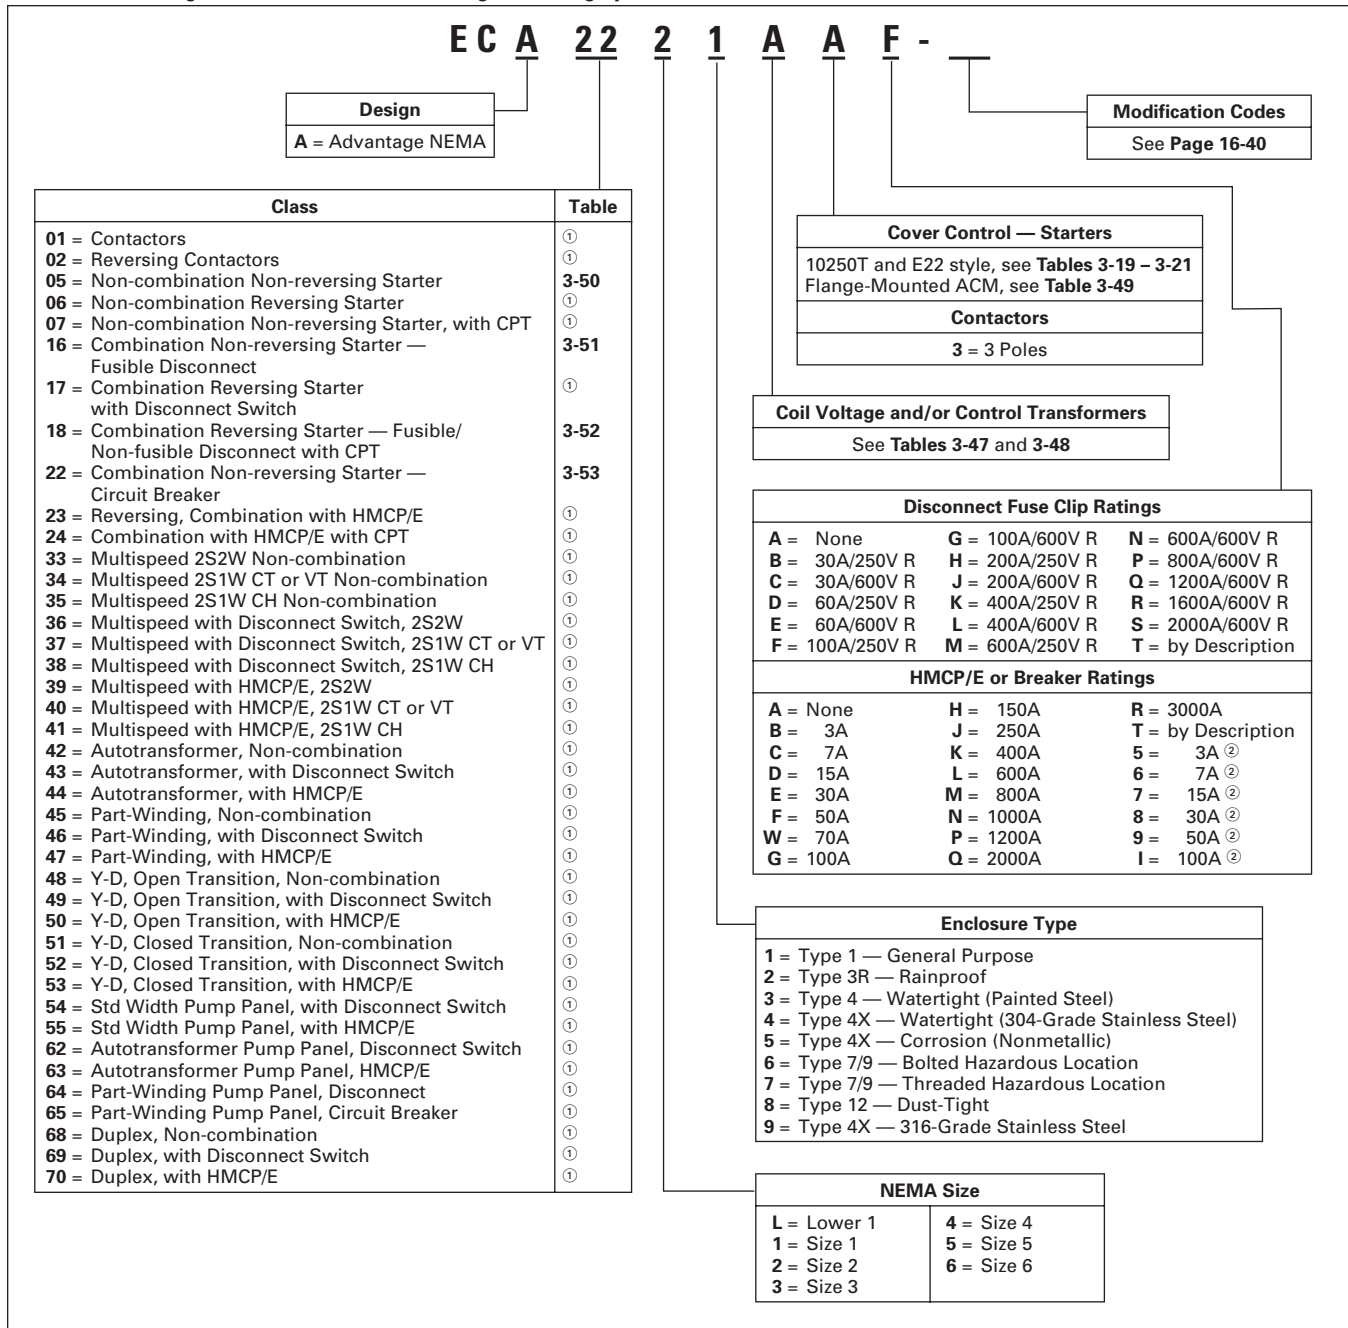 E C A 22 2 1 A A F -
Design
A = Advantage NEMA
Modification Codes
See Page 16-40
Class Table
01 = Contactors ①
02 = Reversing Contactors ①
05 = Non-combination Non-reversing Starter 3-50
06 = Non-combination Reversing Starter ①
07 = Non-combination Non-reversing Starter, with CPT ①
16 = Combination Non-reversing Starter — 3-51
Fusible Disconnect
17 = Combination Reversing Starter ①
with Disconnect Switch
18 = Combination Reversing Starter — Fusible/ 3-52
Non-fusible Disconnect with CPT
22 = Combination Non-reversing Starter — 3-53
Circuit Breaker
23 = Reversing, Combination with HMCP/E ①
24 = Combination with HMCP/E with CPT ①
33 = Multispeed 2S2W Non-combination ①
34 = Multispeed 2S1W CT or VT Non-combination ①
35 = Multispeed 2S1W CH Non-combination ①
36 = Multispeed with Disconnect Switch, 2S2W ①
37 = Multispeed with Disconnect Switch, 2S1W CT or VT ①
38 = Multispeed with Disconnect Switch, 2S1W CH ①
39 = Multispeed with HMCP/E, 2S2W ①
40 = Multispeed with HMCP/E, 2S1W CT or VT ①
41 = Multispeed with HMCP/E, 2S1W CH ①
42 = Autotransformer, Non-combination ①
43 = Autotransformer, with Disconnect Switch ①
44 = Autotransformer, with HMCP/E ①
45 = Part-Winding, Non-combination ①
46 = Part-Winding, with Disconnect Switch ①
47 = Part-Winding, with HMCP/E ①
48 = Y-D, Open Transition, Non-combination ①
49 = Y-D, Open Transition, with Disconnect Switch ①
50 = Y-D, Open Transition, with HMCP/E ①
51 = Y-D, Closed Transition, Non-combination ①
52 = Y-D, Closed Transition, with Disconnect Switch ①
53 = Y-D, Closed Transition, with HMCP/E ①
54 = Std Width Pump Panel, with Disconnect Switch ①
55 = Std Width Pump Panel, with HMCP/E ①
62 = Autotransformer Pump Panel, Disconnect Switch ①
63 = Autotransformer Pump Panel, HMCP/E ①
64 = Part-Winding Pump Panel, Disconnect ①
65 = Part-Winding Pump Panel, Circuit Breaker ①
68 = Duplex, Non-combination ①
69 = Duplex, with Disconnect Switch ①
70 = Duplex, with HMCP/E ①
Cover Control — Starters
10250T and E22 style, see Tables 3-19 – 3-21
Flange-Mounted ACM, see Table 3-49
Contactors
3 = 3 Poles
Coil Voltage and/or Control Transformers
See Tables 3-47 and 3-48
Disconnect Fuse Clip Ratings
A = None G = 100A/600V R N = 600A/600V R
B = 30A/250V R H = 200A/250V R P = 800A/600V R
C = 30A/600V R J = 200A/600V R Q = 1200A/600V R
D = 60A/250V R K = 400A/250V R R = 1600A/600V R
E = 60A/600V R L = 400A/600V R S = 2000A/600V R
F = 100A/250V R M = 600A/250V R T = by Description
HMCP/E or Breaker Ratings
A = None H = 150A R = 3000A
B = 3A J = 250A T = by Description
C = 7A K = 400A 5 = 3A ②
D = 15A L = 600A 6 = 7A ②
E = 30A M = 800A 7 = 15A ②
F = 50A N = 1000A 8 = 30A ②
W = 70A P = 1200A 9 = 50A ②
G = 100A Q = 2000A I = 100A ②
Enclosure Type
1 = Type 1 — General Purpose
2 = Type 3R — Rainproof
3 = Type 4 — Watertight (Painted Steel)
4 = Type 4X — Watertight (304-Grade Stainless Steel)
5 = Type 4X — Corrosion (Nonmetallic)
6 = Type 7/9 — Bolted Hazardous Location
7 = Type 7/9 — Threaded Hazardous Location
8 = Type 12 — Dust-Tight
9 = Type 4X — 316-Grade Stainless Steel
NEMA Size
L = Lower 1 4 = Size 4
1 = Size 1 5 = Size 5
2 = Size 2 6 = Size 6
3 = Size 3